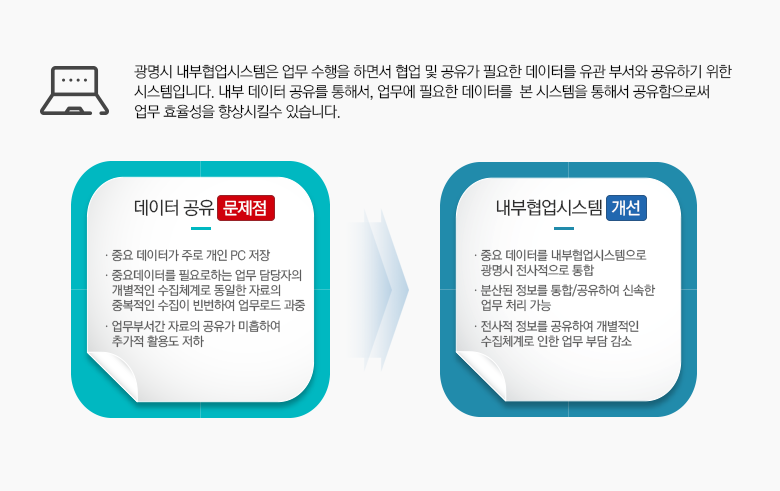 광명시 내부협업시스템은 업무 수행을 하면서 협업 및 공유가 필요한 데이터를 유관 부서와 공유하기 위한
시스템입니다. 내부 데이터 공유를 통해서, 업무에 필요한 데이터를 본 시스템을 통해서 공유함으로써
업무 효율성을 향상시킬수 있습니다.
데이터 공유 문제점
· 중요 데이터가 주로 개인 PC 저장
· 중요데이터를 필요로하는 업무 담당자의
개별적인 수집체계로 동일한 자료의
중복적인 수집이 빈번하여 업무로드 과중
· 업무부서간 자료의 공유가 미흡하여
추가적 활용도 저하
내부협업시스템 개선
· 중요 데이터를 내부협업시스템으로
광명시 전사적으로 통합
· 분산된 정보를 통합/공유하여 신속한
업무 처리 가능
· 전사적 정보를 공유하여 개별적인
수집체계로 인한 업무 부담 감소